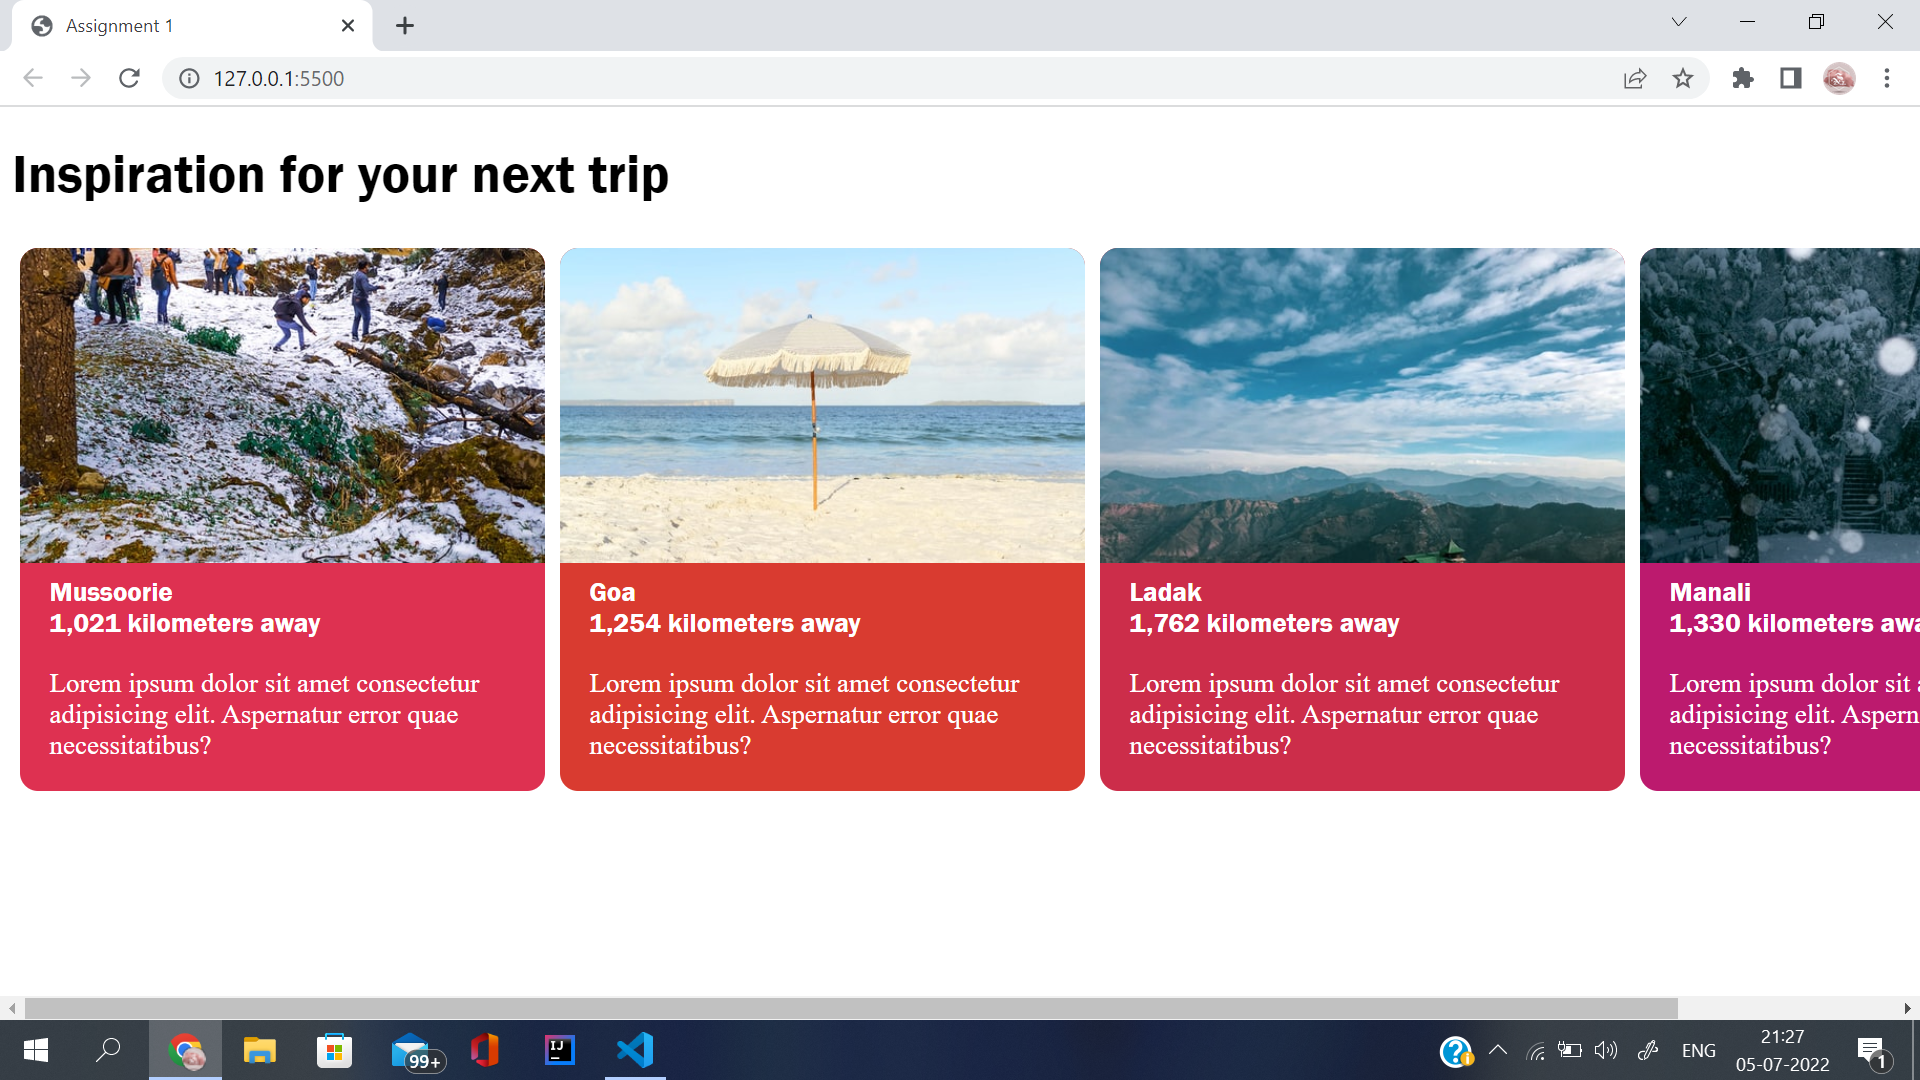 Assignment 1
127.0.0.1:5500
Inspiration for your next trip
Mussoorie
1,021 kilometers away
Lorem ipsum dolor sit amet consectetur
adipisicing elit. Aspernatur error quae
necessitatibus?
Goa
1,254 kilometers away
Lorem ipsum dolor sit amet consectetur
adipisicing elit. Aspernatur error quae
necessitatibus?
Ladak
1,762 kilometers away
Lorem ipsum dolor sit amet consectetur
adipisicing elit. Aspernatur error quae
necessitatibus?
Manali
1,330 kilometers awa
Lorem ipsum dolor sit
adipisicing elit. Aspern
necessitatibus?
99+
IJ
ENG
21:27
05-07-2022
1